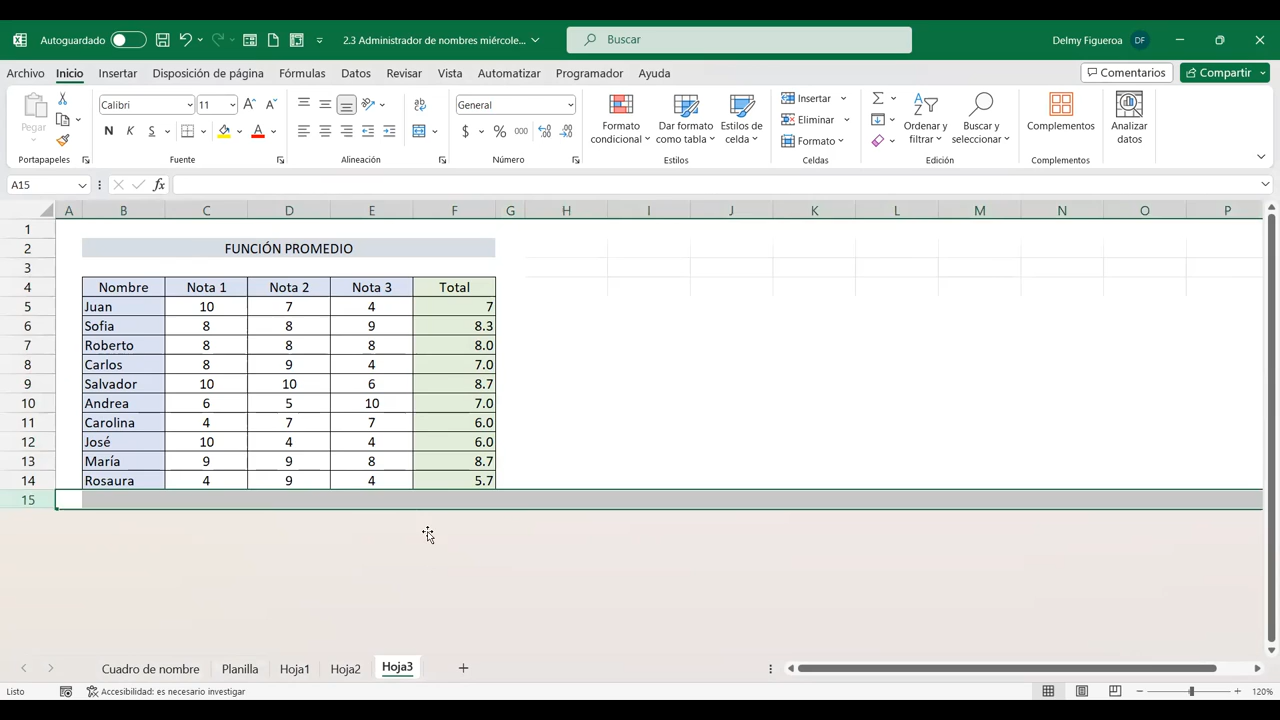 Autoguardado 2.3 Administrador de nombres miércole... Buscar Delmy Figueroa DF
Archivo Inicio Insertar Disposición de página Fórmulas Datos Revisar Vista Automatizar Programador Ayuda Comentarios Compartir
Pegar
Portapapeles
Calibri 11
N K S
Fuente
Alineación
General
$ % 000
Número
Formato condicional
Dar formato como tabla
Estilos de celda
Estilos
Insertar
Eliminar
Formato
Celdas
Ordenar y filtrar
Buscar y seleccionar
Edición
Complementos
Complementos
Analizar datos
A15 fx
A B C D E F G H I J K L M N O P
1
2 FUNCIÓN PROMEDIO
3
4 Nombre Nota 1 Nota 2 Nota 3 Total
5 Juan 10 7 4 7
6 Sofia 8 8 9 8.3
7 Roberto 8 8 8 8.0
8 Carlos 8 9 4 7.0
9 Salvador 10 10 6 8.7
10 Andrea 6 5 10 7.0
11 Carolina 4 7 7 6.0
12 José 10 4 4 6.0
13 María 9 9 8 8.7
14 Rosaura 4 9 4 5.7
15
Cuadro de nombre Planilla Hoja1 Hoja2 Hoja3
Listo Accesibilidad: es necesario investigar 120%